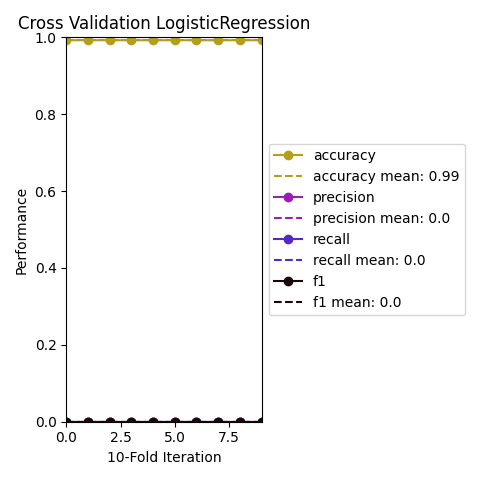 Cross Validation LogisticRegression
1.0
0.8
0.6
0.4
0.2
0.0
Performance
0.0 2.5 5.0 7.5
10-Fold Iteration
accuracy
accuracy mean: 0.99
precision
precision mean: 0.0
recall
recall mean: 0.0
f1
f1 mean: 0.0